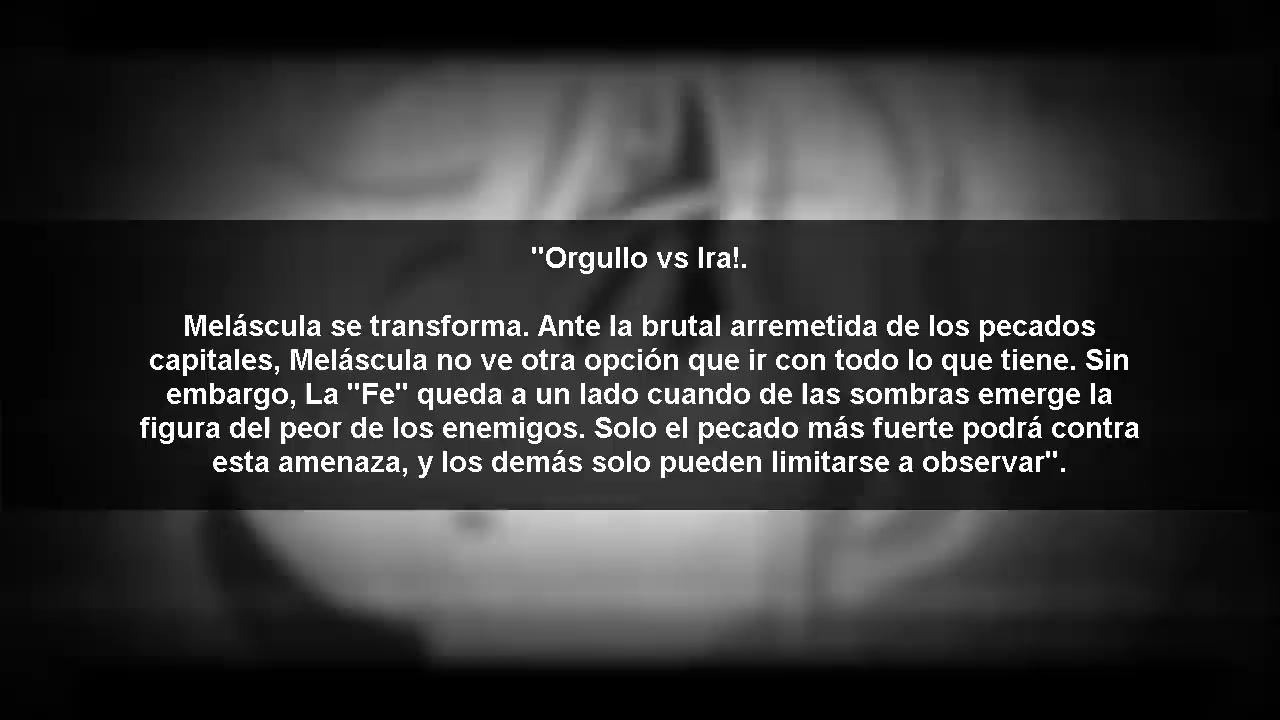 "Orgullo vs Ira!.
Meláscula se transforma. Ante la brutal arremetida de los pecados
capitales, Meláscula no ve otra opción que ir con todo lo que tiene. Sin
embargo, La "Fe" queda a un lado cuando de las sombras emerge la
figura del peor de los enemigos. Solo el pecado más fuerte podrá contra
esta amenaza, y los demás solo pueden limitarse a observar".